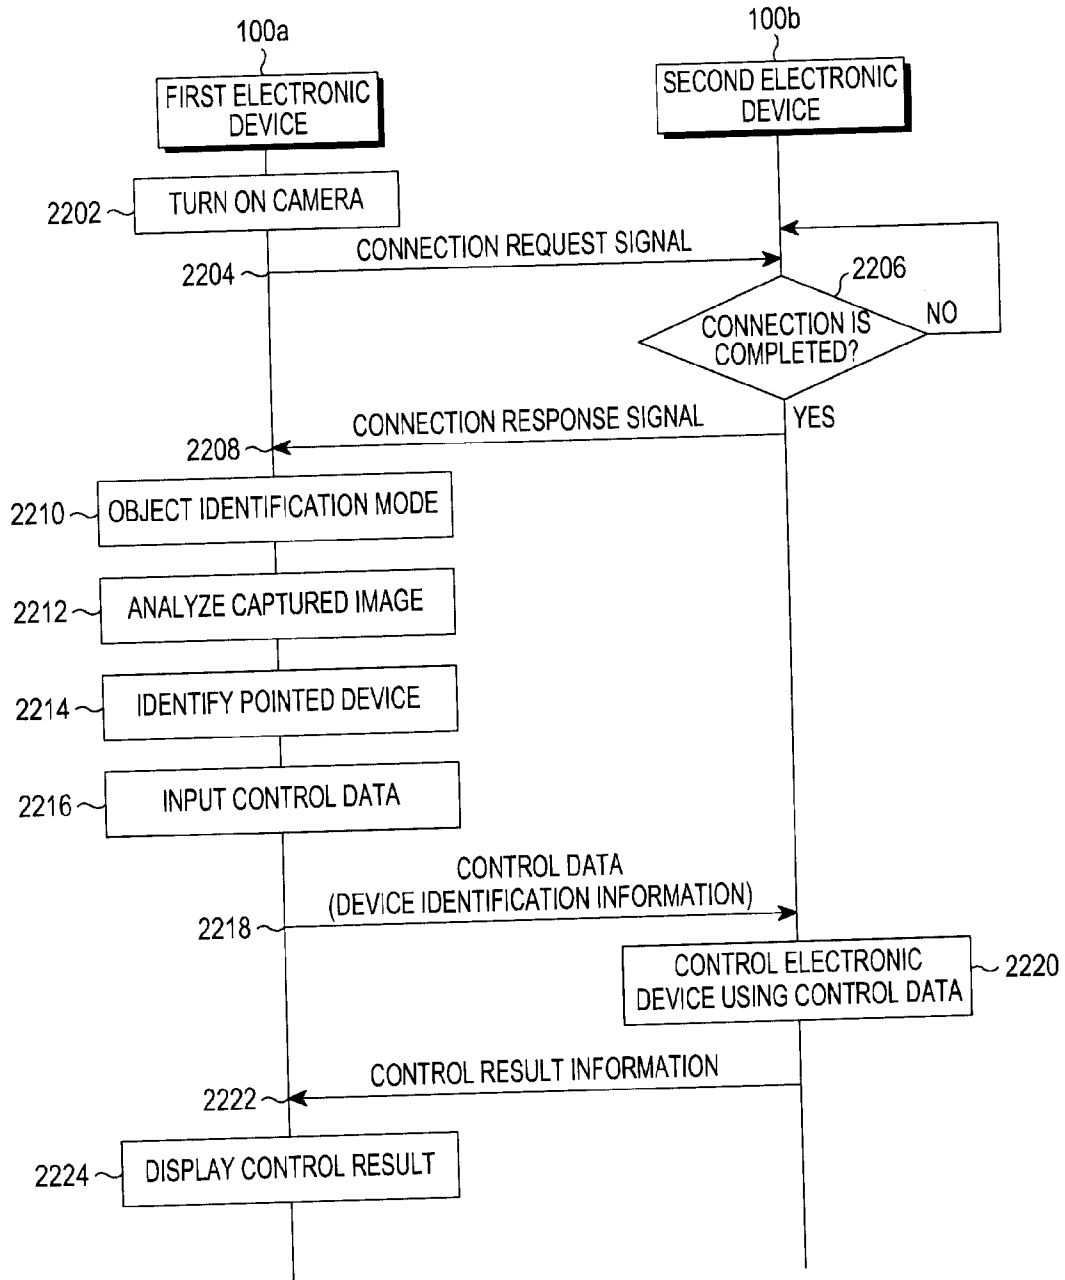 100a
100b
FIRST ELECTRONIC
DEVICE
SECOND ELECTRONIC
DEVICE
2202
TURN ON CAMERA
CONNECTION REQUEST SIGNAL
2204
2206
CONNECTION IS
COMPLETED?
NO
YES
CONNECTION RESPONSE SIGNAL
2208
2210
OBJECT IDENTIFICATION MODE
2212
ANALYZE CAPTURED IMAGE
2214
IDENTIFY POINTED DEVICE
2216
INPUT CONTROL DATA
CONTROL DATA
(DEVICE IDENTIFICATION INFORMATION)
2218
CONTROL ELECTRONIC
DEVICE USING CONTROL DATA
2220
CONTROL RESULT INFORMATION
2222
2224
DISPLAY CONTROL RESULT